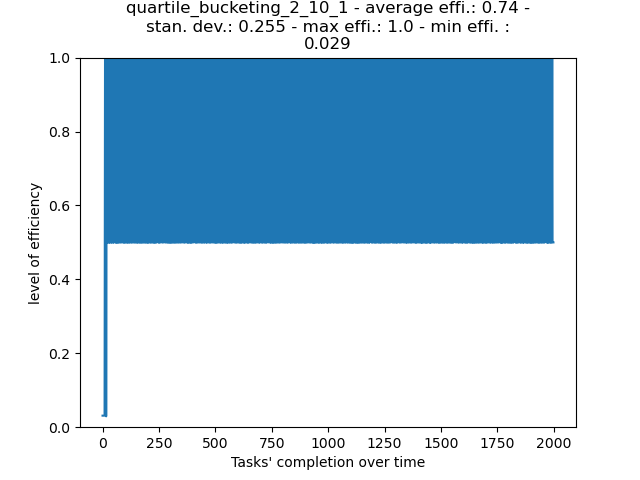 quartile_bucketing_2_10_1 - average effi.: 0.74 -
stan. dev.: 0.255 - max effi.: 1.0 - min effi. :
0.029
1.0
0.8
0.6
0.4
0.2
0.0
level of efficiency
0 250 500 750 1000 1250 1500 1750 2000
Tasks' completion over time